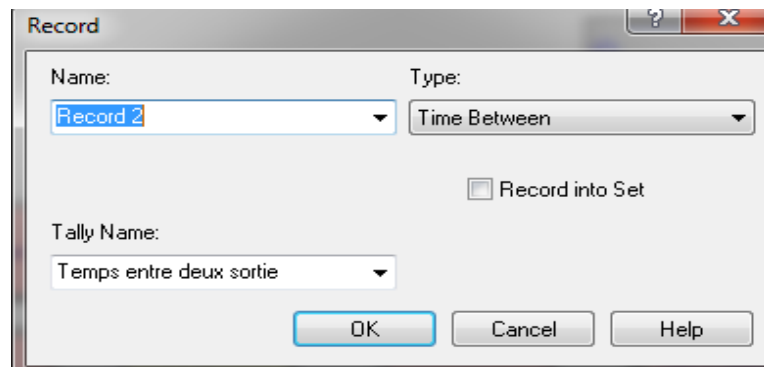 Record
? X
Name: Type:
Record 2 Time Between
Record into Set
Tally Name:
Temps entre deux sortie
OK Cancel Help